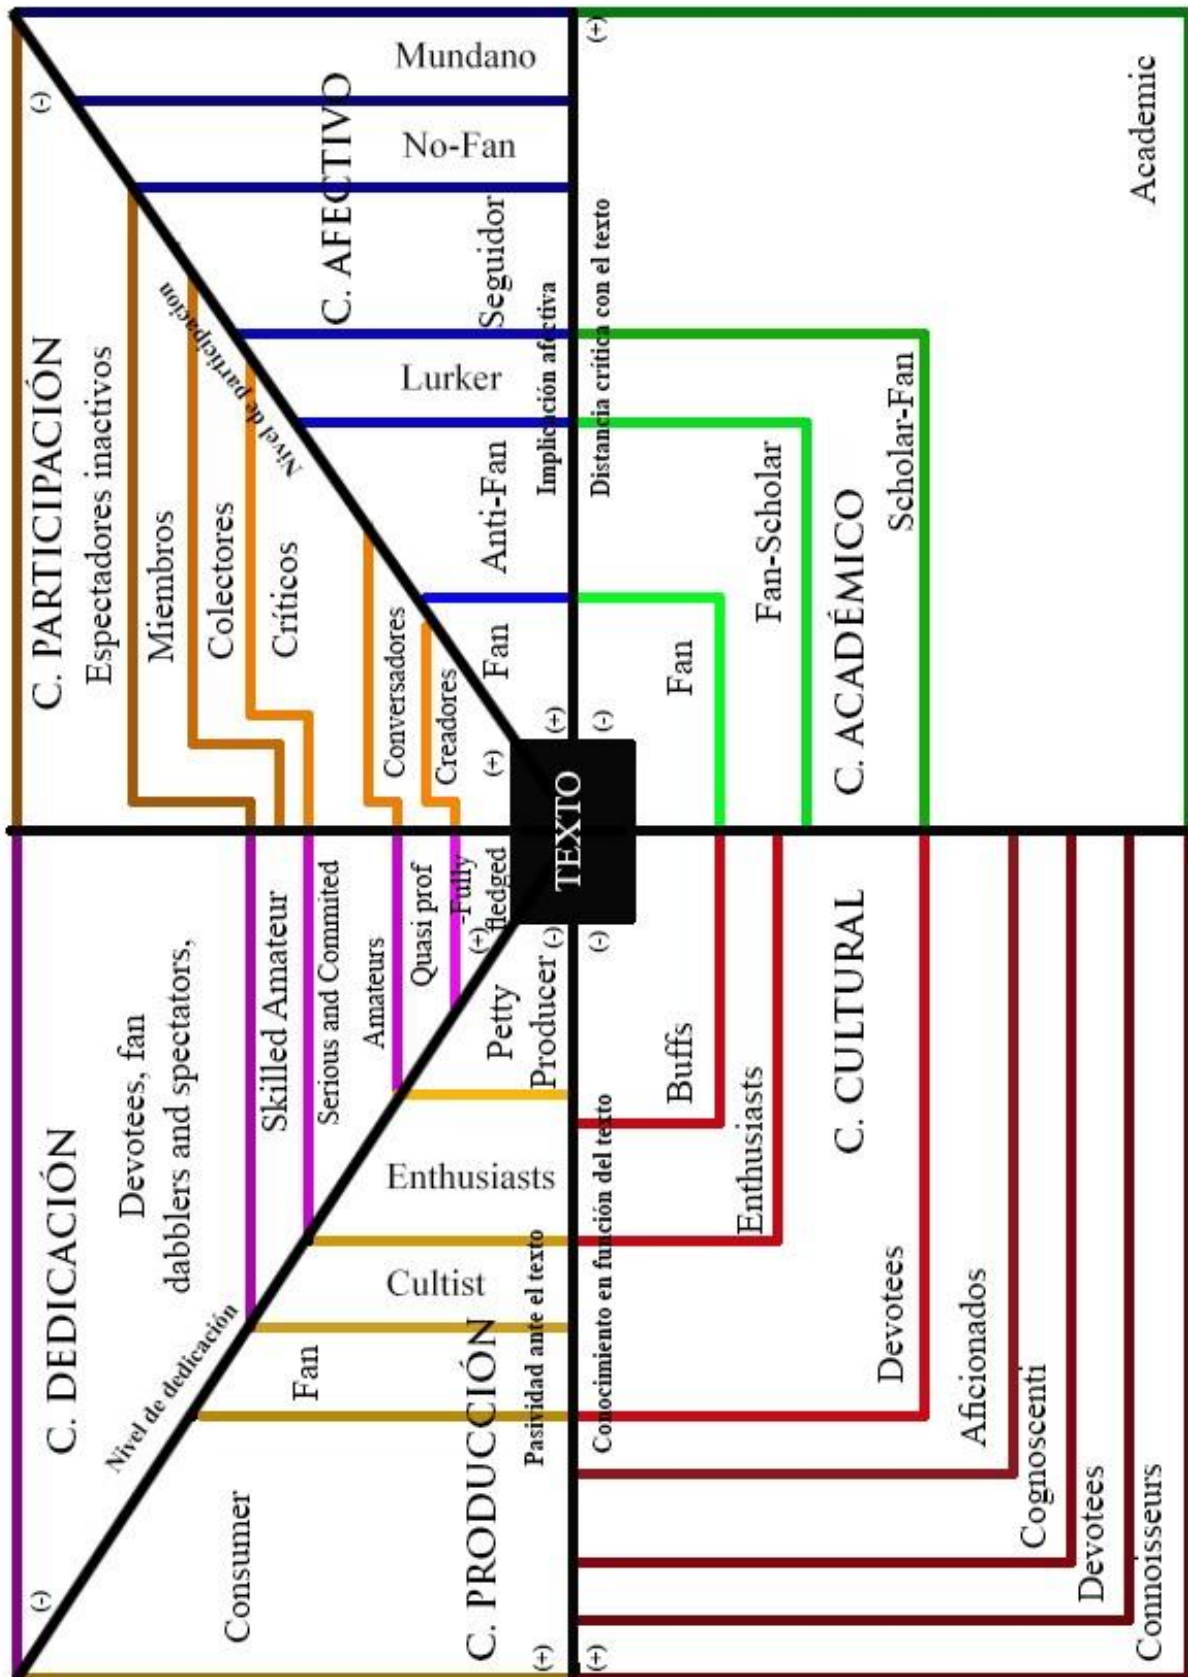 C. DEDICACIÓN
(-)
Nivel de dedicación
Devotees, fan
dabblers and spectators,
Skilled Amateur
Serious and Commited
Amateurs
Quasi prof
-Fully
fledged
(+)
C. PARTICIPACIÓN
(-)
Espectadores inactivos
Miembros
Colectores
Críticos
Conversadores
Creadores
(+)
Nivel de participación
C. PRODUCCIÓN
Consumer
Fan
Cultist
Enthusiasts
Petty
Producer
(+)
Pasividad ante el texto
(-)
C. AFECTIVO
Fan
Anti-Fan
Lurker
Seguidor
No-Fan
Mundano
(+)
Implicación afectiva
TEXTO
(+)
Conocimiento en función del texto
(-)
C. CULTURAL
Buffs
Enthusiasts
Devotees
Aficionados
Cognoscenti
Devotees
Connoisseurs
(-)
Distancia crítica con el texto
(+)
C. ACADÉMICO
Fan
Fan-Scholar
Scholar-Fan
Academic